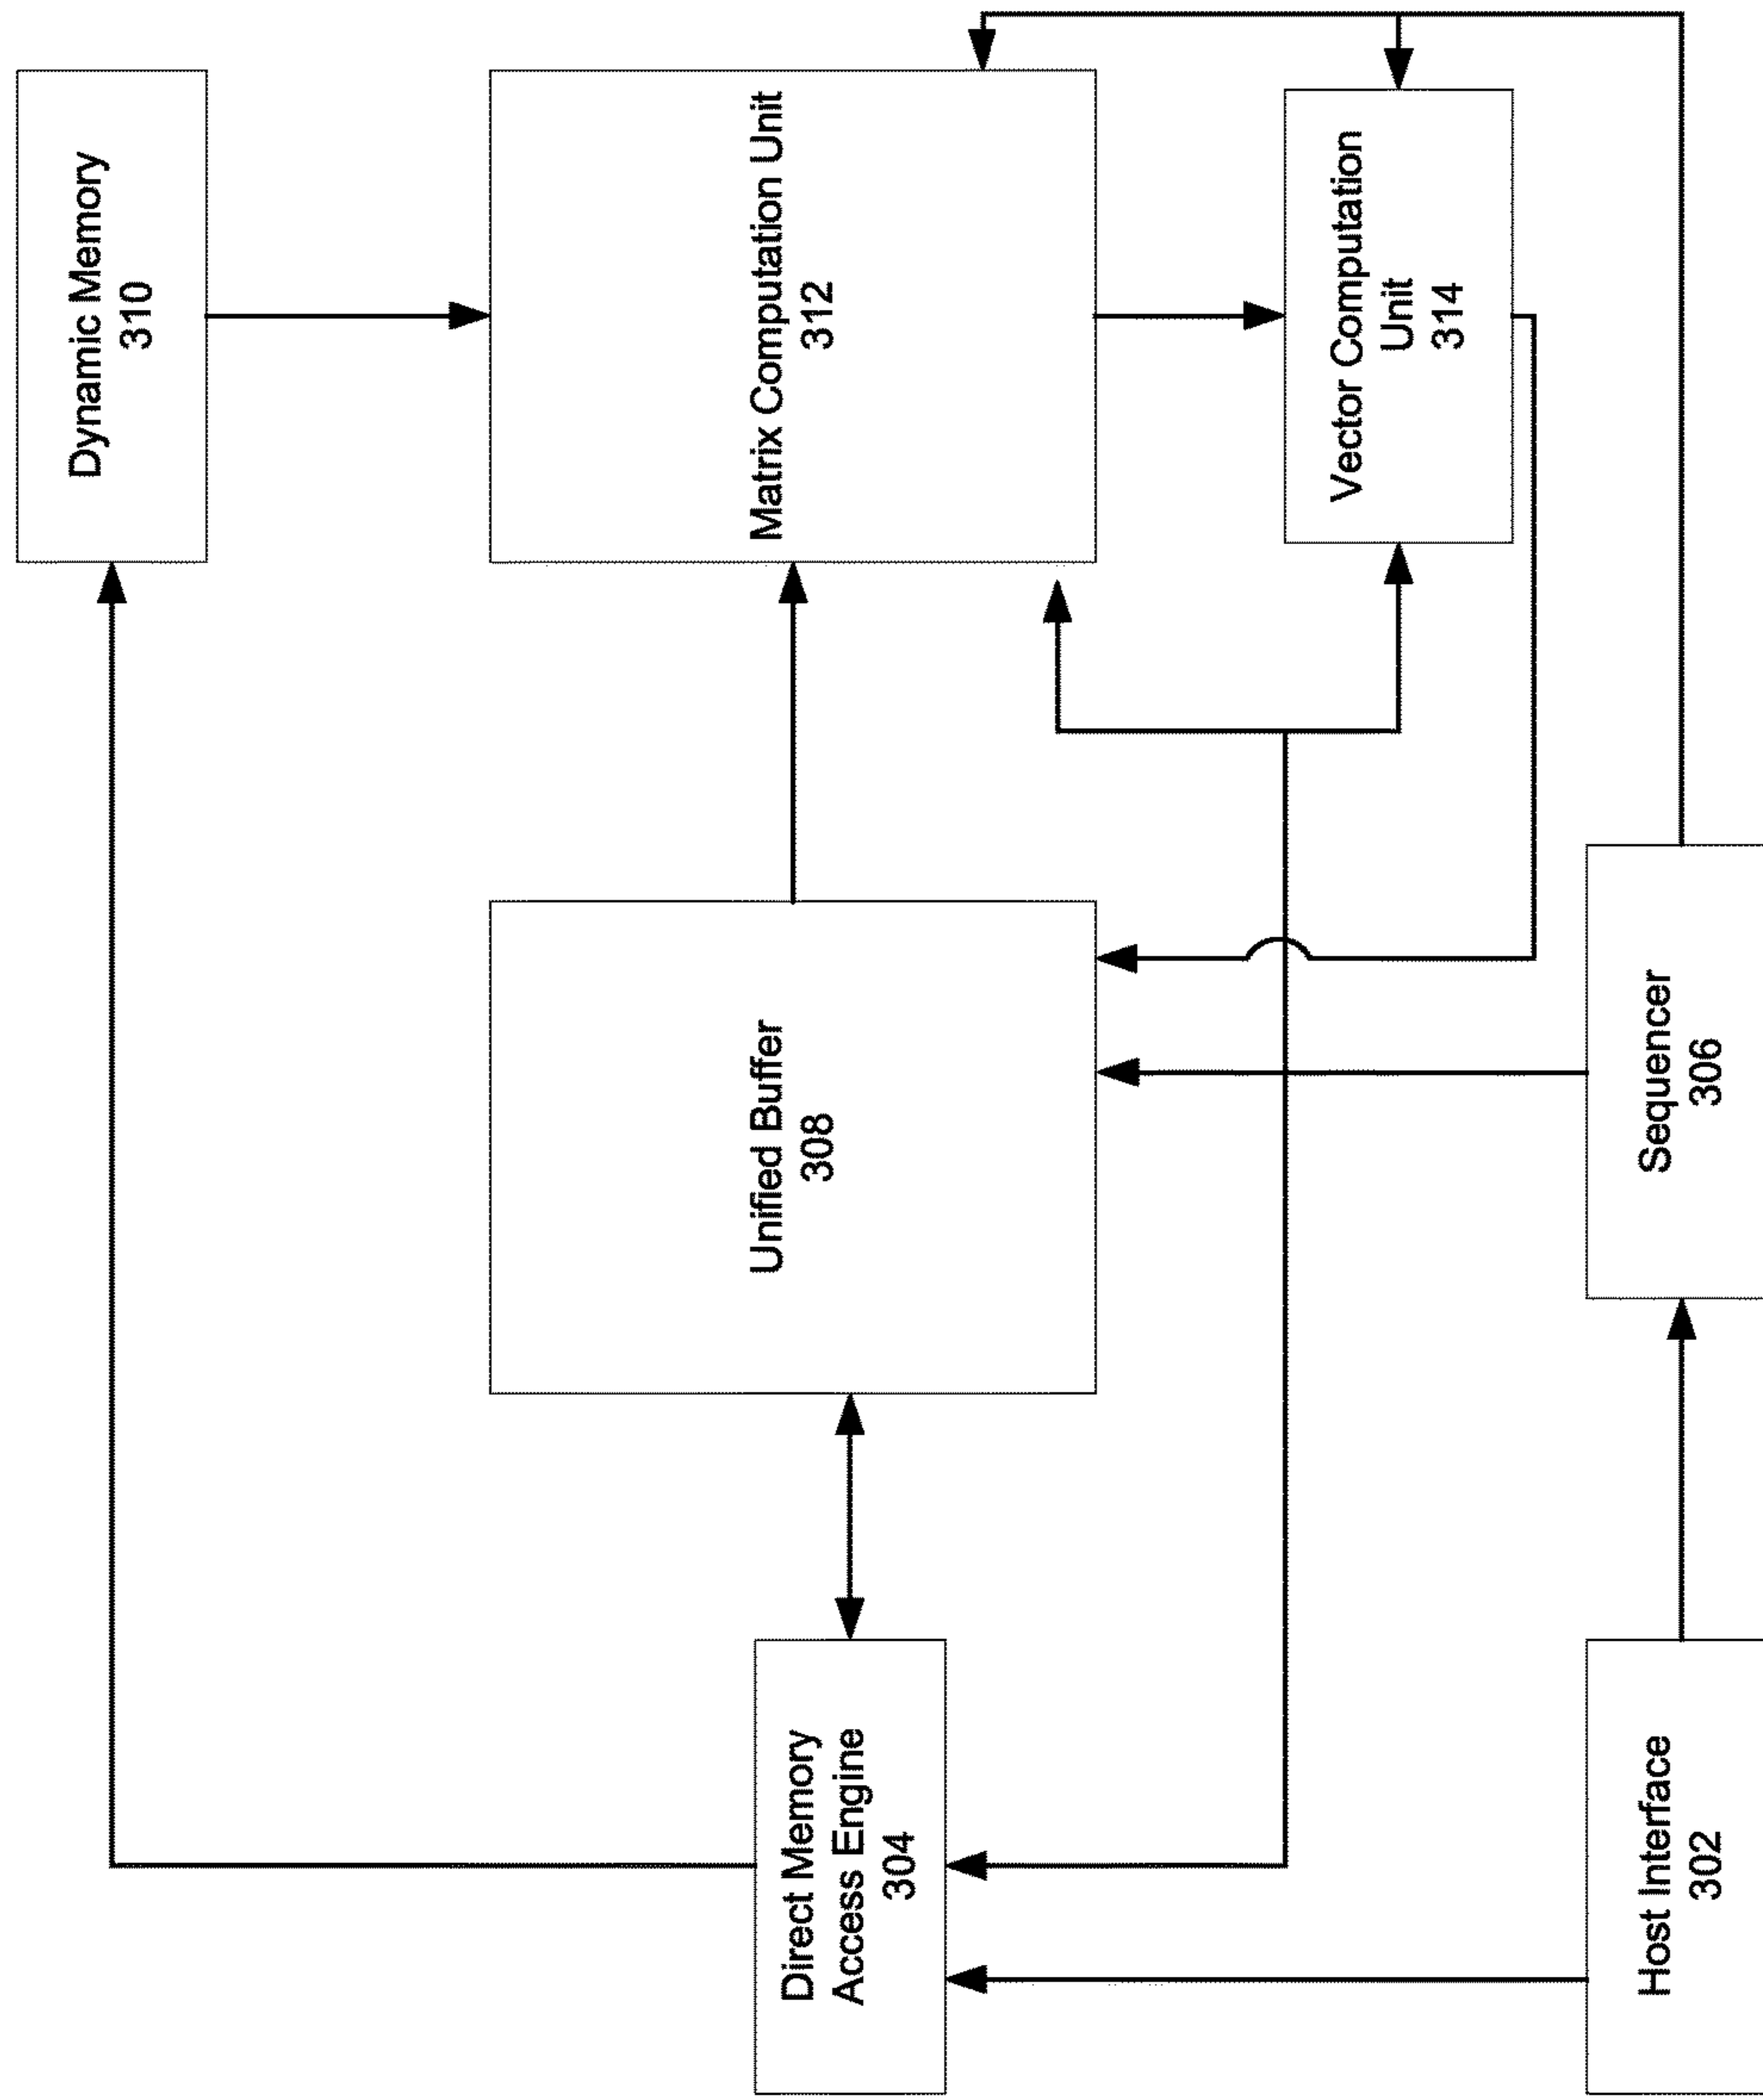 Dynamic Memory
310
Direct Memory
Access Engine
304
Unified Buffer
308
Matrix Computation Unit
312
Vector Computation
Unit
314
Host Interface
302
Sequencer
306